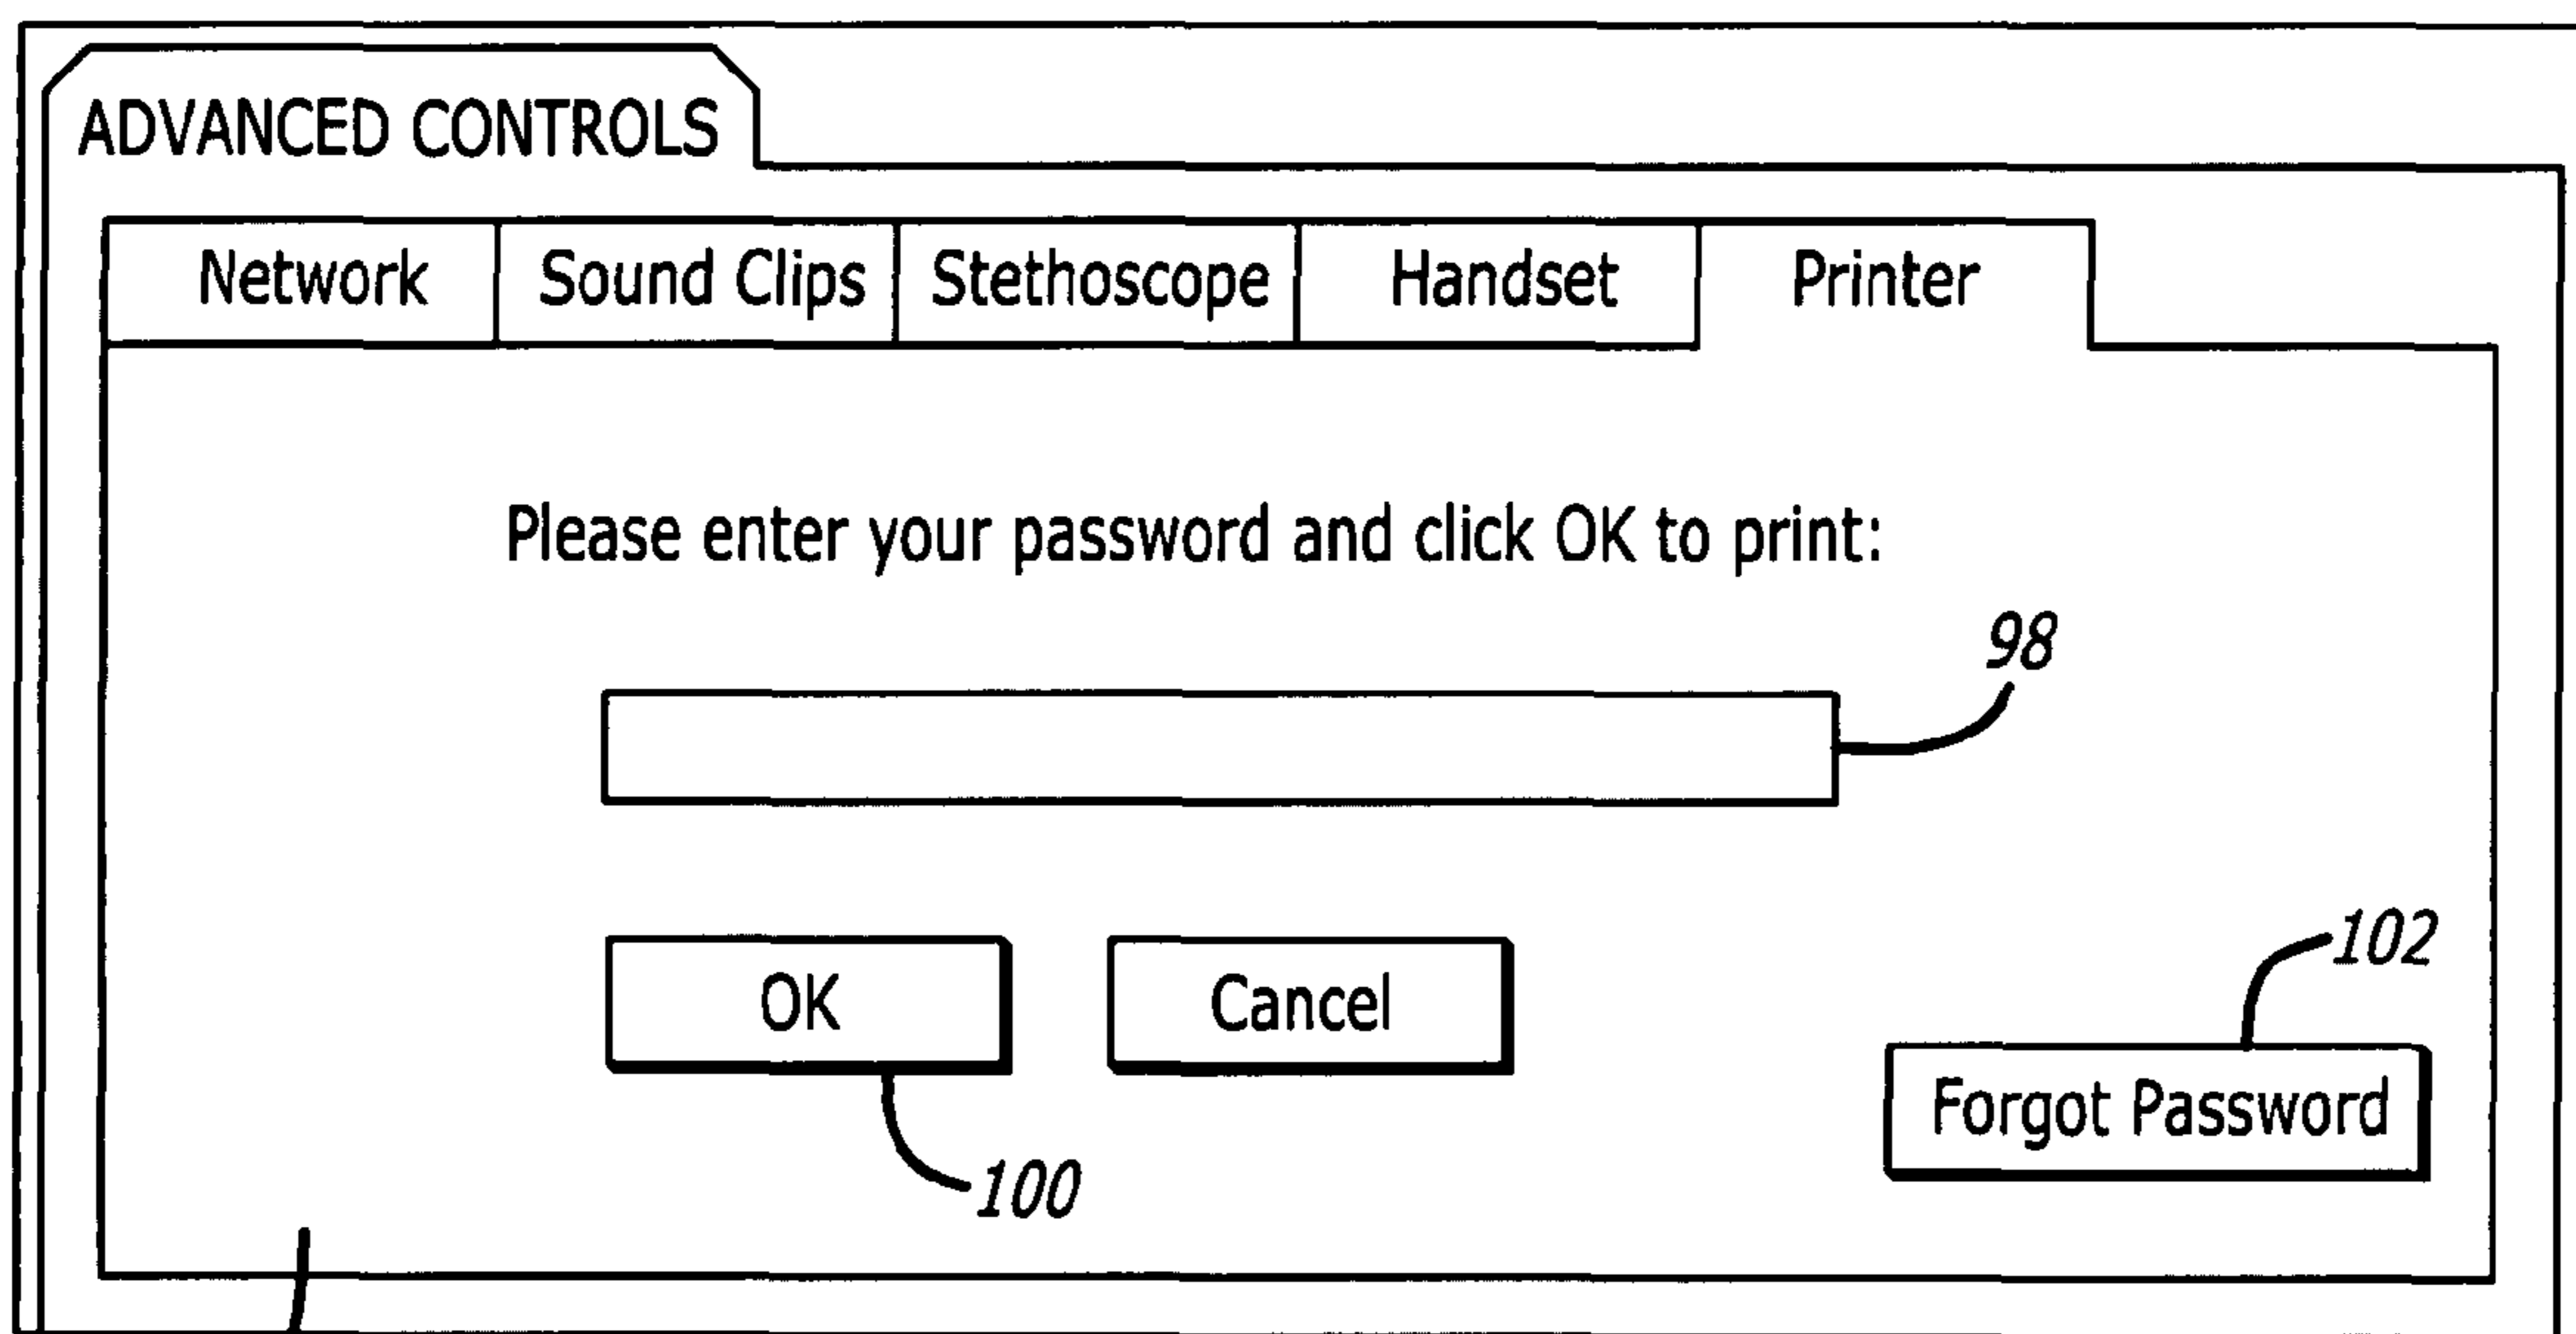 ADVANCED CONTROLS
Network Sound Clips Stethoscope Handset Printer
Please enter your password and click OK to print:
98
OK Cancel
102
Forgot Password
100